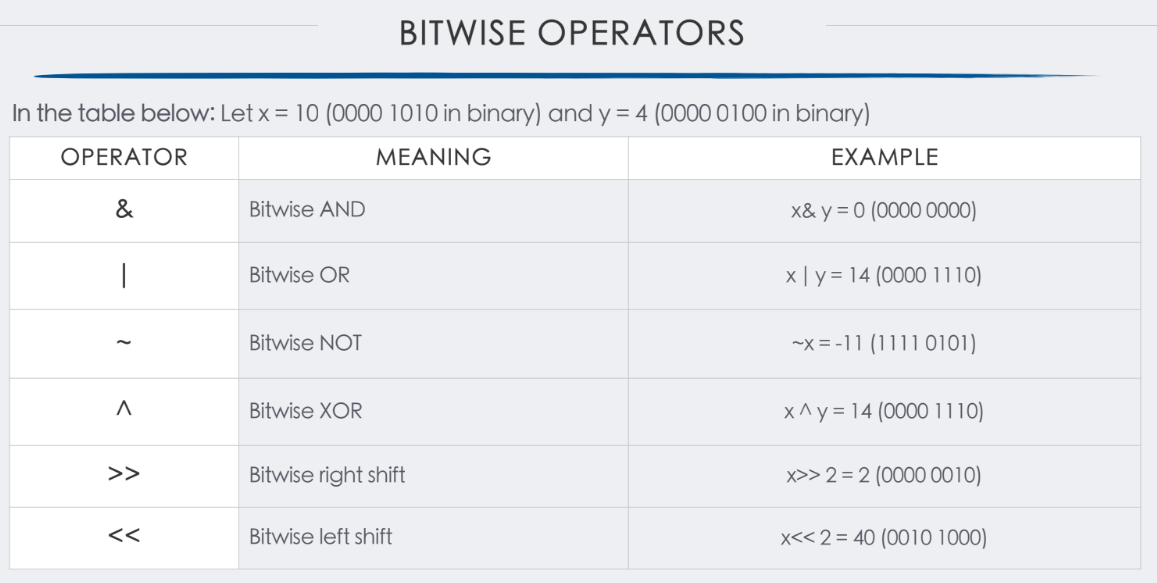 BITWISE OPERATORS
In the table below: Let x = 10 (0000 1010 in binary) and y = 4 (0000 0100 in binary)
OPERATOR MEANING EXAMPLE
& Bitwise AND x& y = 0 (0000 0000)
| Bitwise OR x | y = 14 (0000 1110)
~ Bitwise NOT ~x = -11 (1111 0101)
^ Bitwise XOR x ^ y = 14 (0000 1110)
>> Bitwise right shift x>> 2 = 2 (0000 0010)
<< Bitwise left shift x<< 2 = 40 (0010 1000)